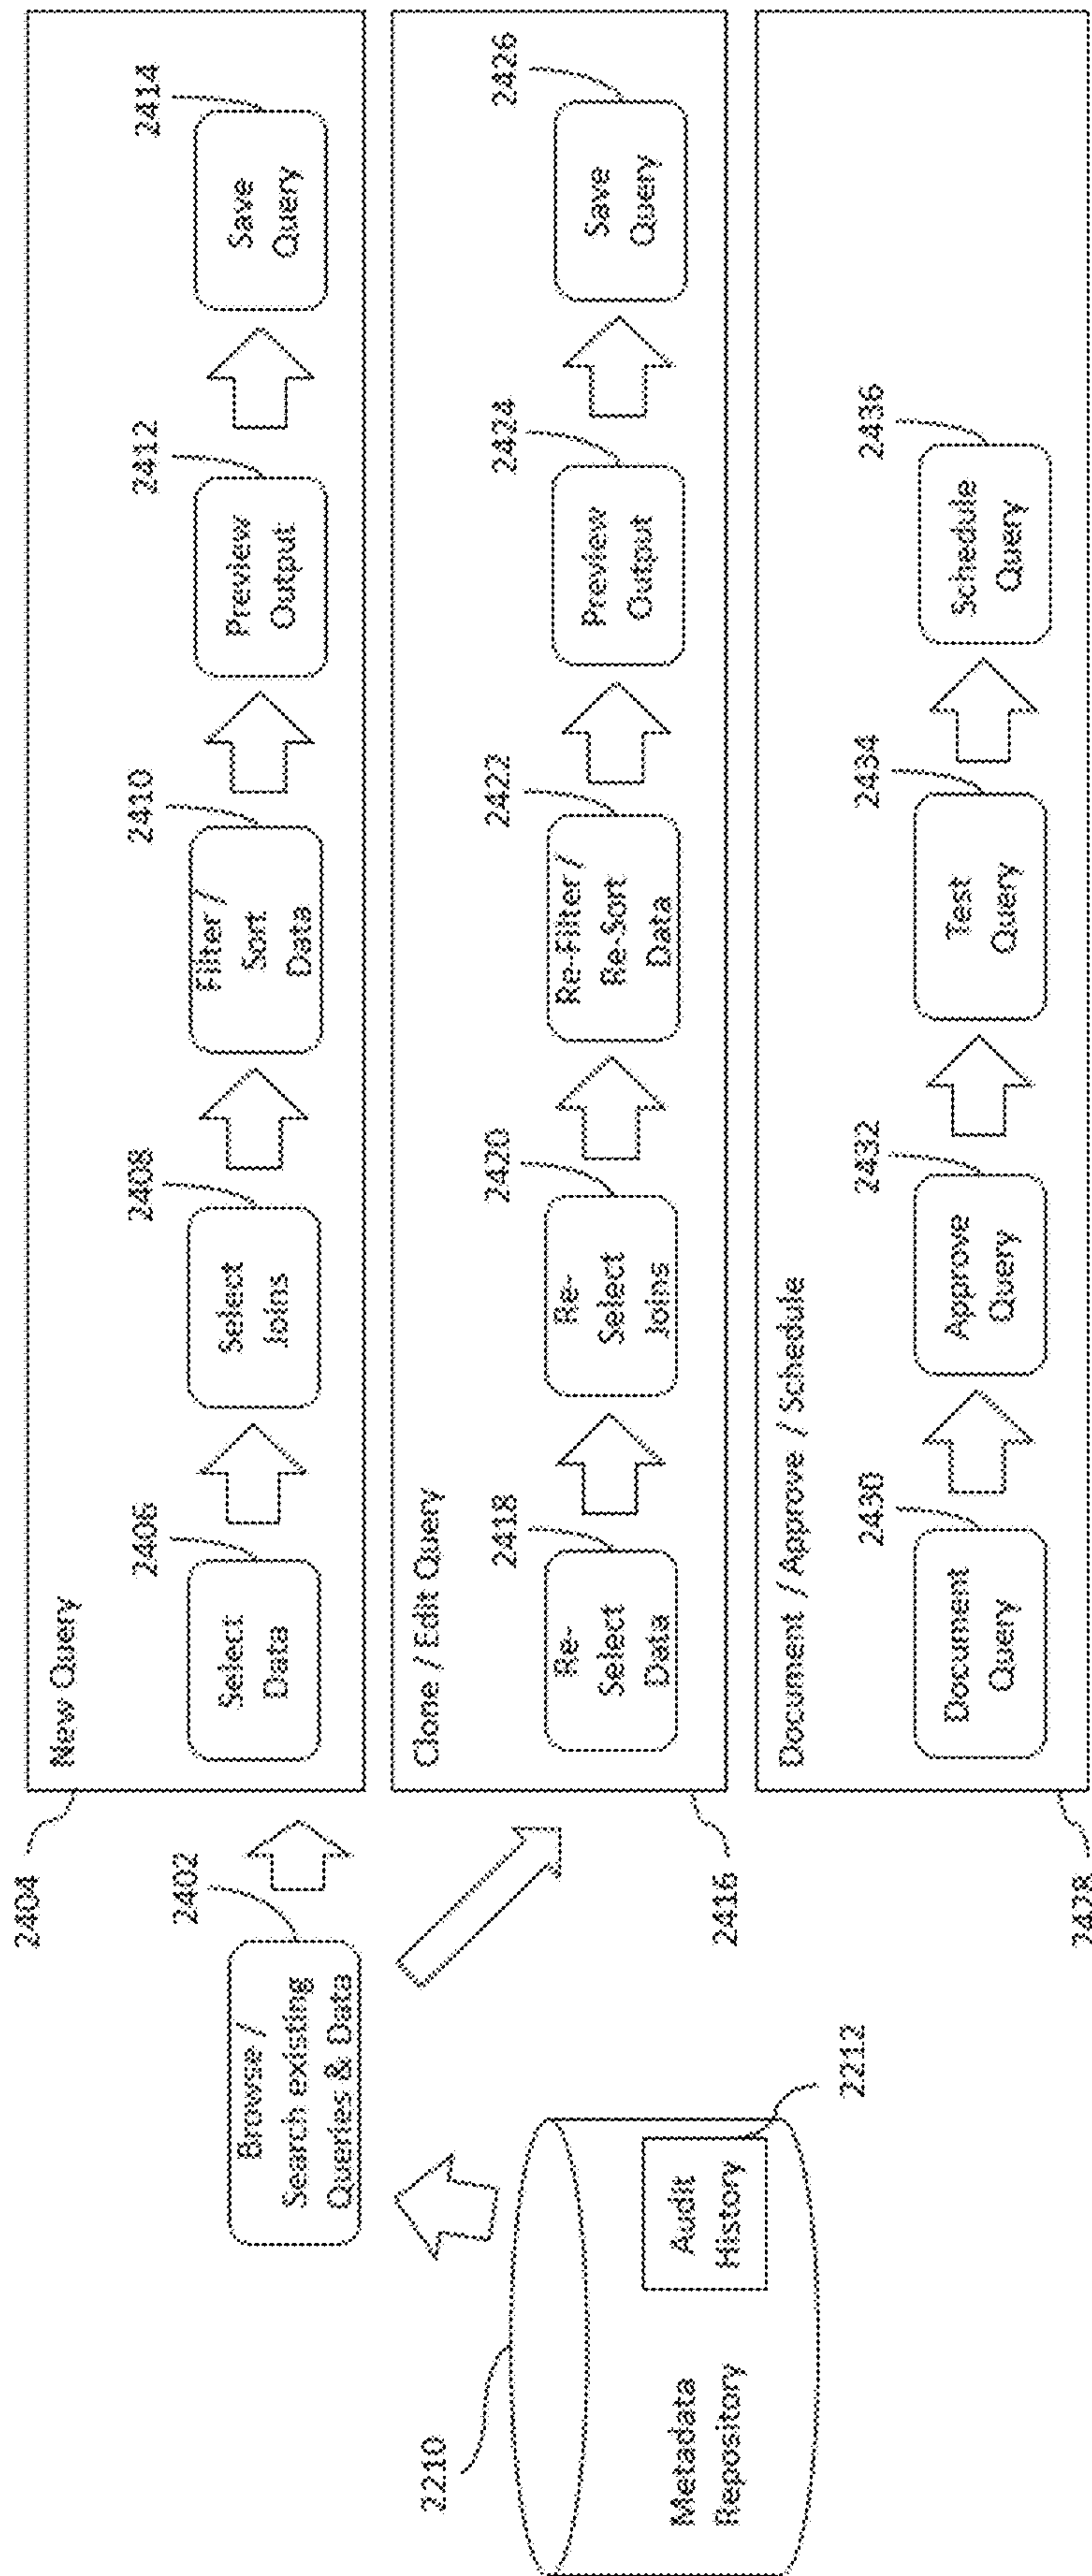 2404
New Query
2406
Select
Data
2408
Select
Joins
2410
Filter /
Sort
Data
2412
Preview
Output
2414
Save
Query
2402
Browse /
Search existing
Queries & Data
2416
Clone / Edit Query
2418
Re-
Select
Data
2420
Re-
Select
Joins
2422
Re-Filter /
Re-Sort
Data
2424
Preview
Output
2426
Save
Query
2210
Metadata
Repository
2212
Audit
History
2428
Document / Approve / Schedule
2430
Document
Query
2432
Approve
Query
2434
Test
Query
2436
Schedule
Query